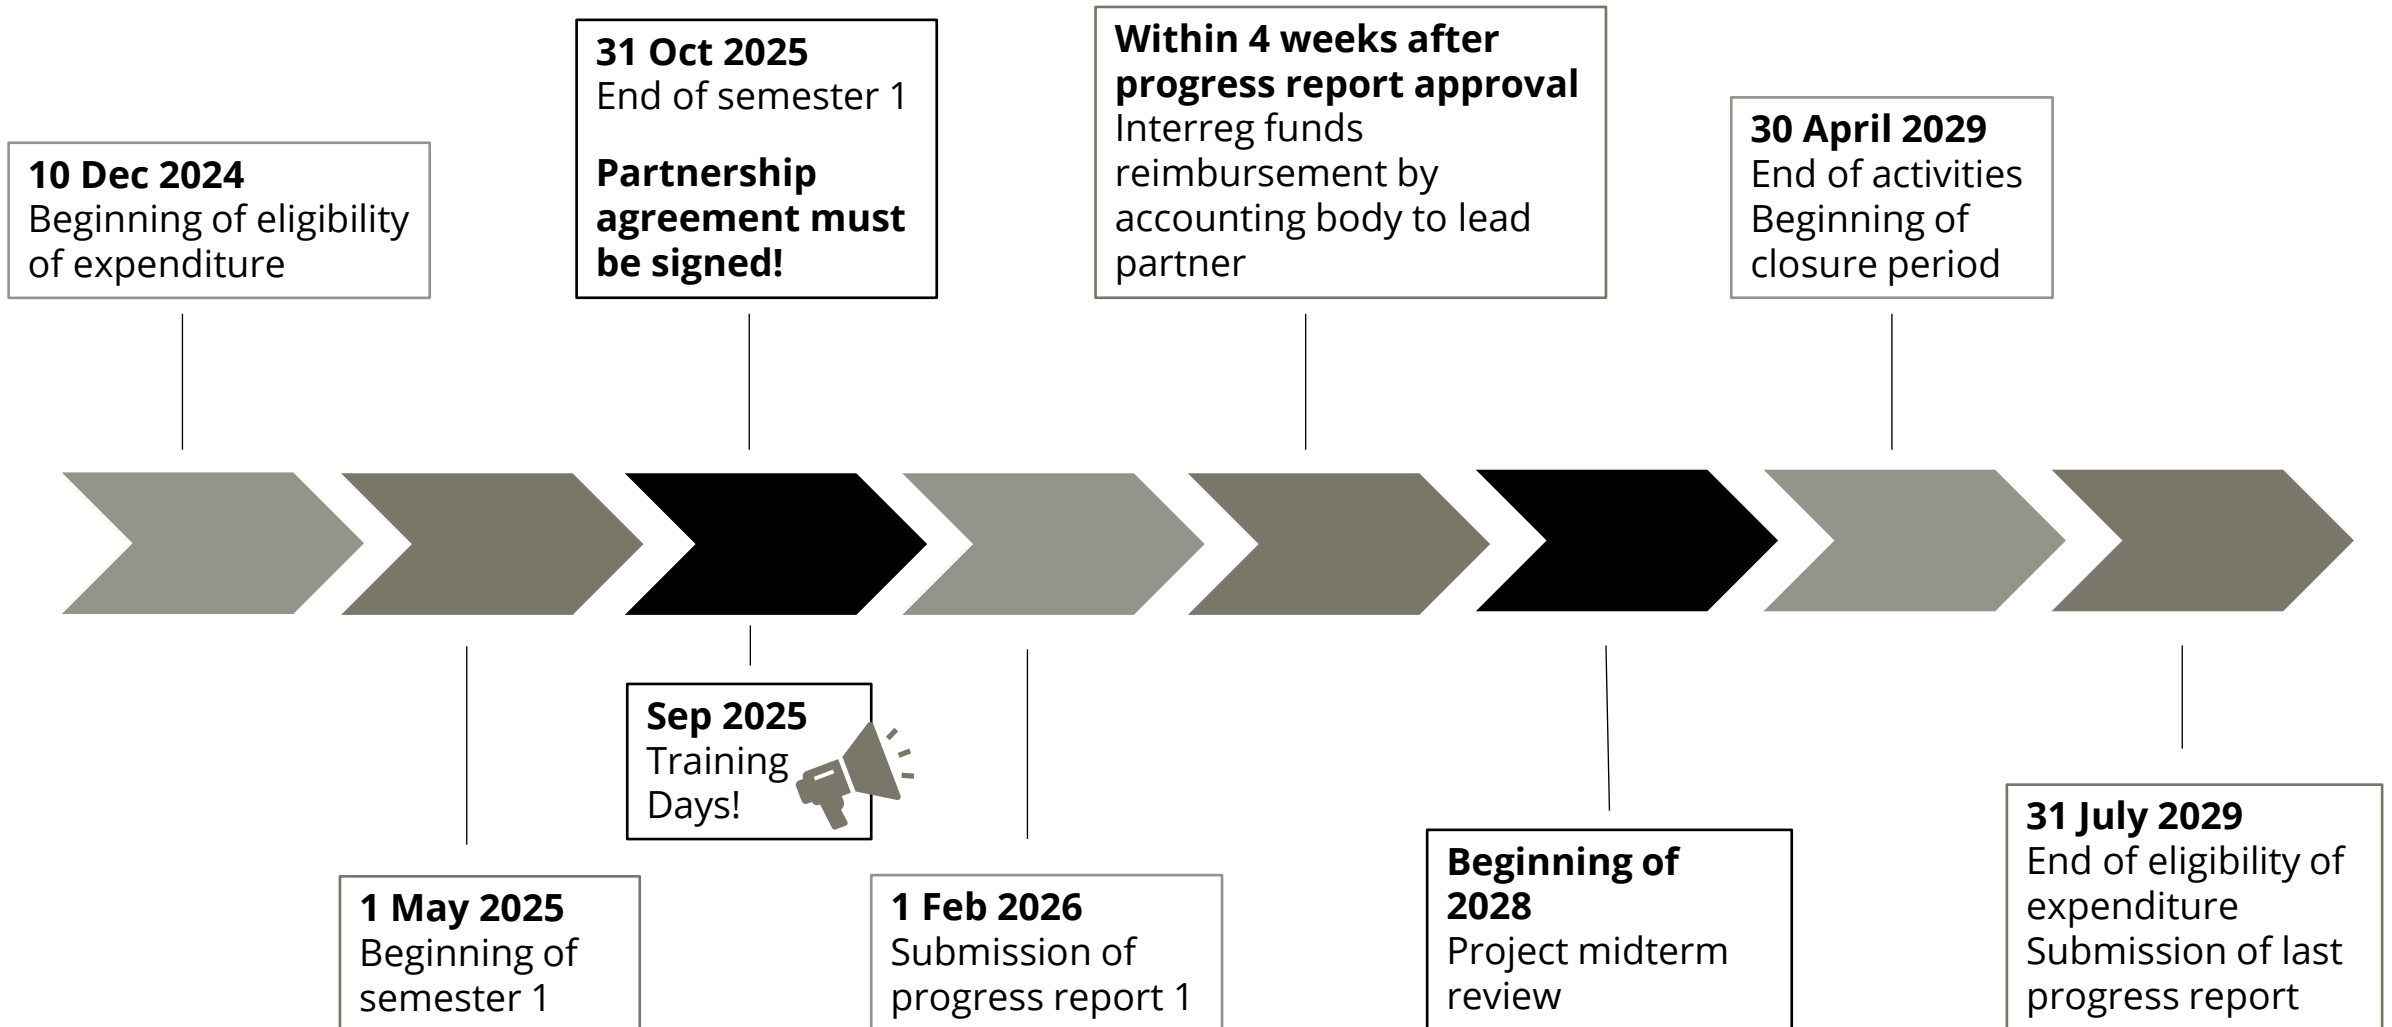 10 Dec 2024
Beginning of eligibility
of expenditure
31 Oct 2025
End of semester 1
Partnership
agreement must
be signed!
Within 4 weeks after
progress report approval
Interreg funds
reimbursement by
accounting body to lead
partner
30 April 2029
End of activities
Beginning of
closure period
1 May 2025
Beginning of
semester 1
Sep 2025
Training
Days!
1 Feb 2026
Submission of
progress report 1
Beginning of
2028
Project midterm
review
31 July 2029
End of eligibility of
expenditure
Submission of last
progress report